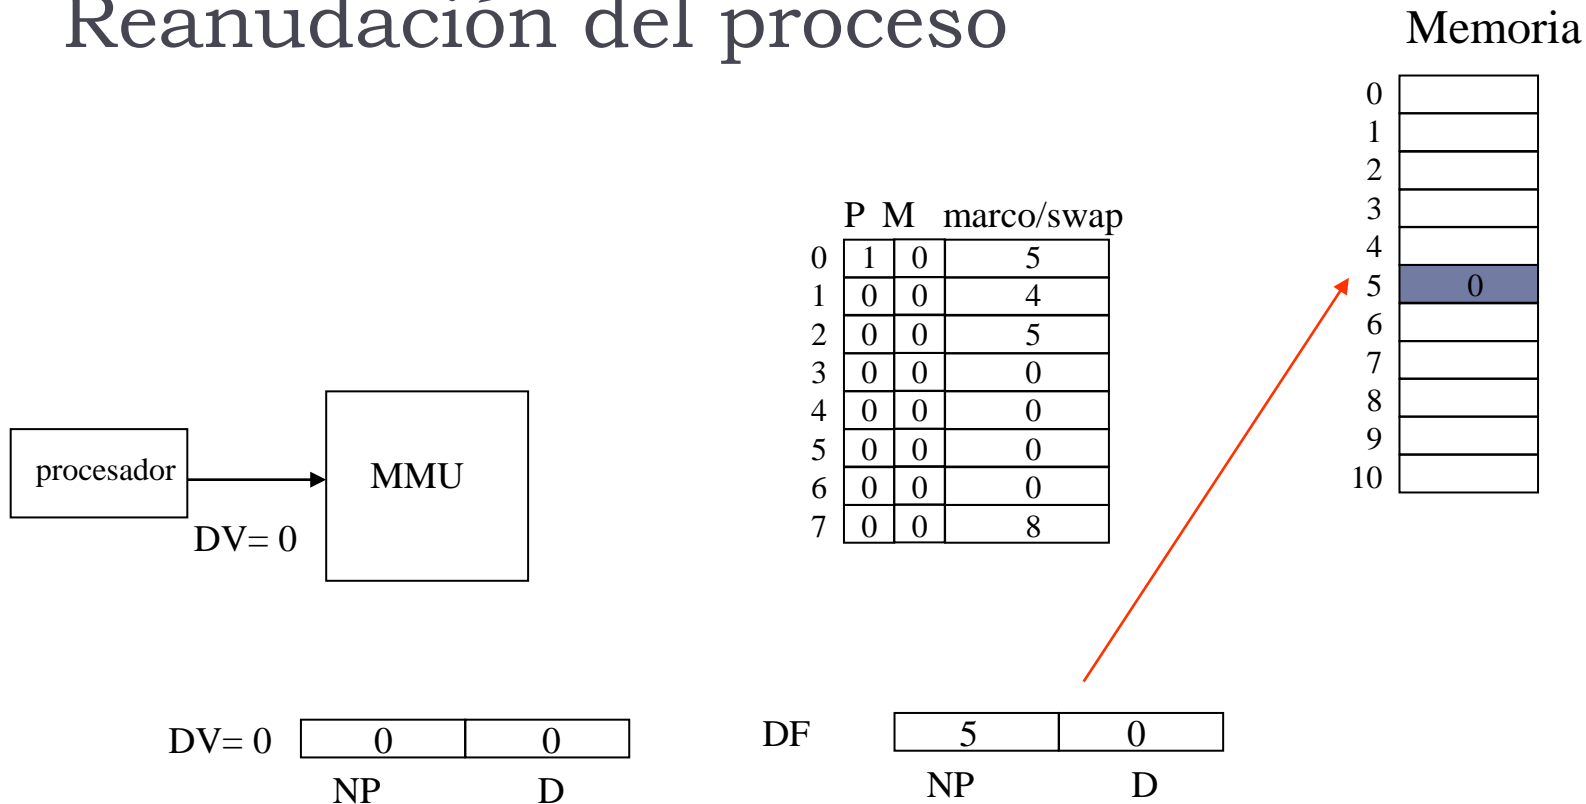 Reanudación del proceso
Memoria
0
1
2
3
4
5 0
6
7
8
9
10
P M marco/swap
0 1 0 5
1 0 0 4
2 0 0 5
3 0 0 0
4 0 0 0
5 0 0 0
6 0 0 0
7 0 0 8
procesador
MMU
DV= 0
DV= 0 0 0
NP D
DF 5 0
NP D